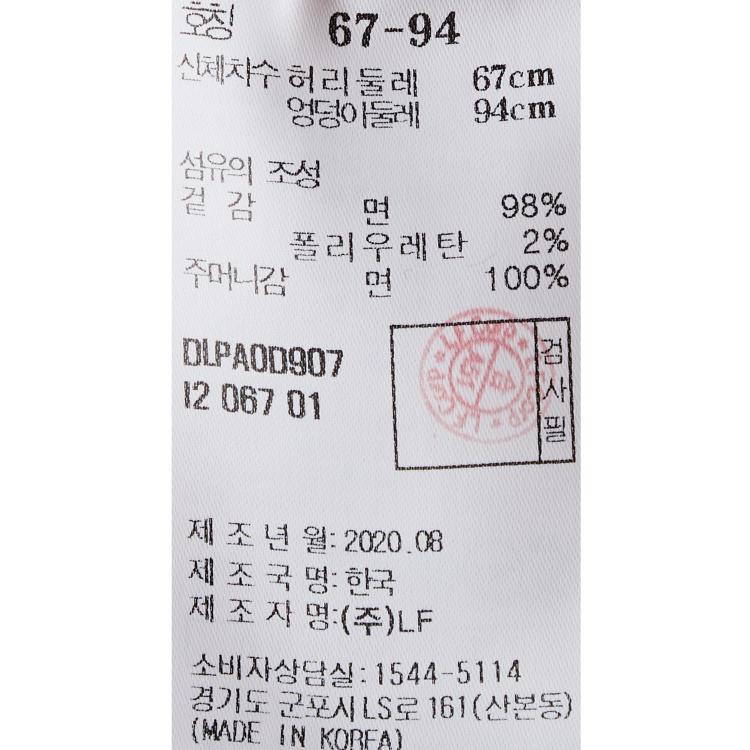 호칭 67-94
신체치수 허리둘레 67cm
엉덩이둘레 94cm
섬유의 조성
겉감 면 98%
폴리우레탄 2%
주머니감 면 100%
DLPA0D907
I2 067 01
검사필
제조년월: 2020.08
제조국명: 한국
제조자명:(주)LF
소비자상담실: 1544-5114
경기도 군포시 LS로 161(산본동)
(MADE IN KOREA)